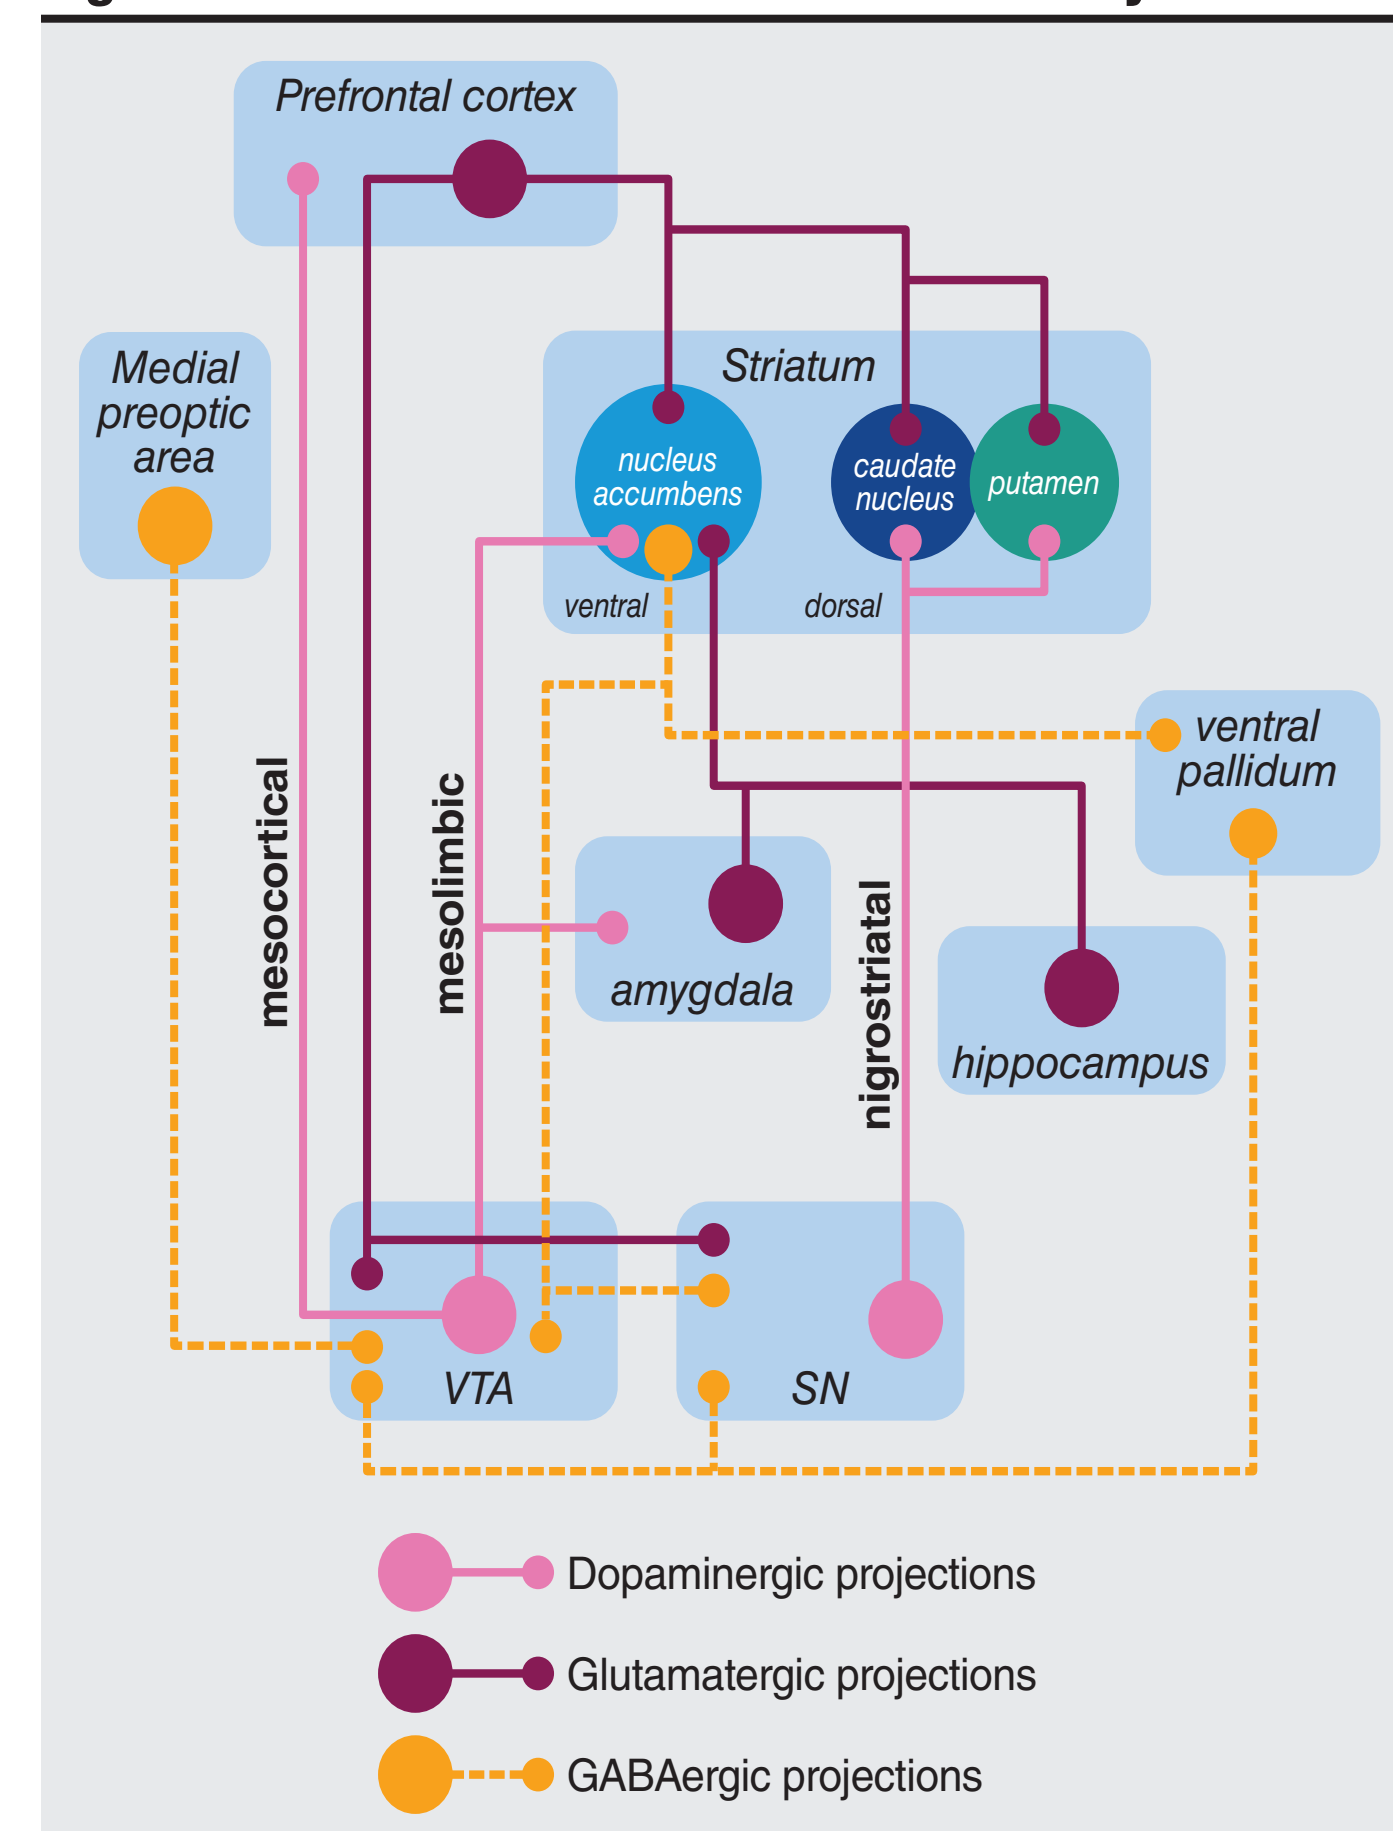 Prefrontal cortex
Medial
preoptic
area
Striatum
nucleus
accumbens
caudate
nucleus
putamen
ventral
dorsal
ventral
pallidum
mesocortical
mesolimbic
nigrostriatal
amygdala
hippocampus
VTA
SN
Dopaminergic projections
Glutamatergic projections
GABAergic projections